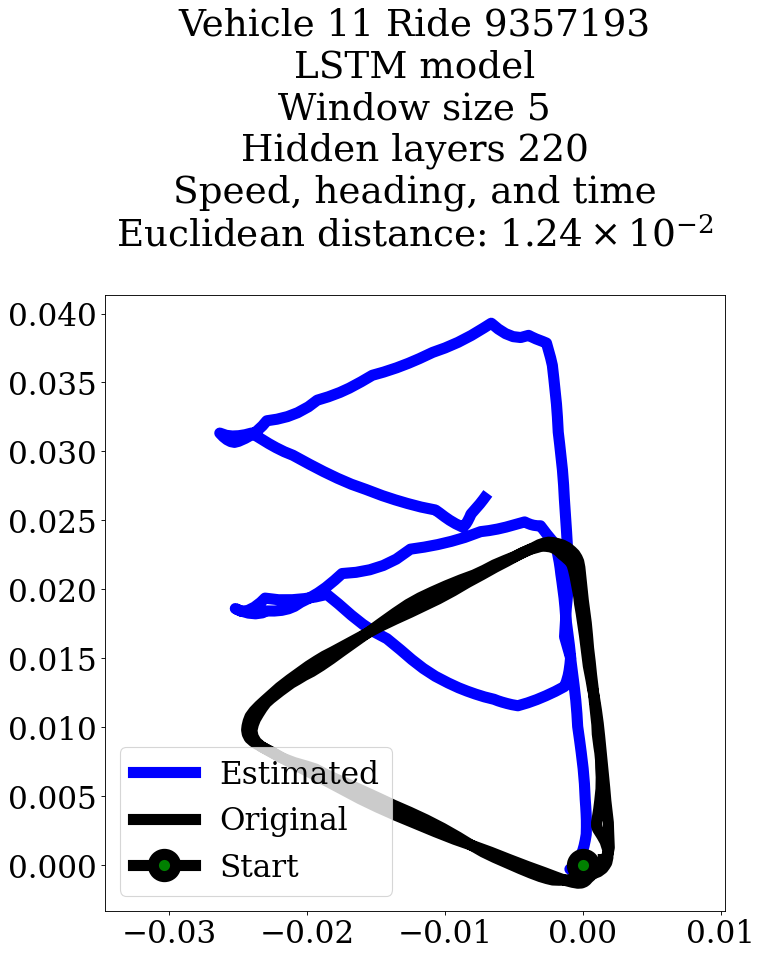 Vehicle 11 Ride 9357193
LSTM model
Window size 5
Hidden layers 220
Speed, heading, and time
Euclidean distance: 1.24 × 10⁻²
0.040
0.035
0.030
0.025
0.020
0.015
0.010
0.005
0.000
Estimated
Original
Start
−0.03 −0.02 −0.01 0.00 0.01